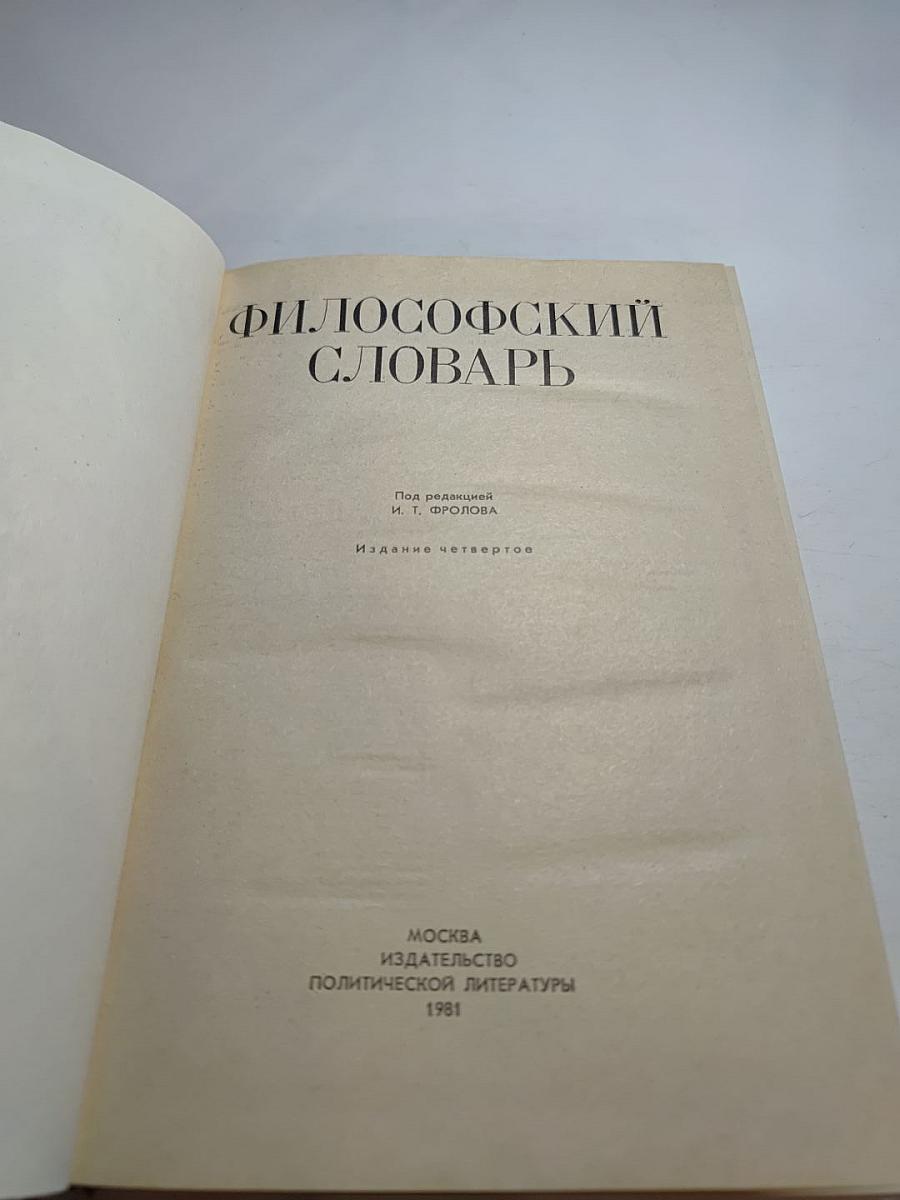 ФИЛОСОФСКИЙ
СЛОВАРЬ
Под редакцией
И. Т. ФРОЛОВА
Издание четвертое
МОСКВА
ИЗДАТЕЛЬСТВО
ПОЛИТИЧЕСКОЙ ЛИТЕРАТУРЫ
1981